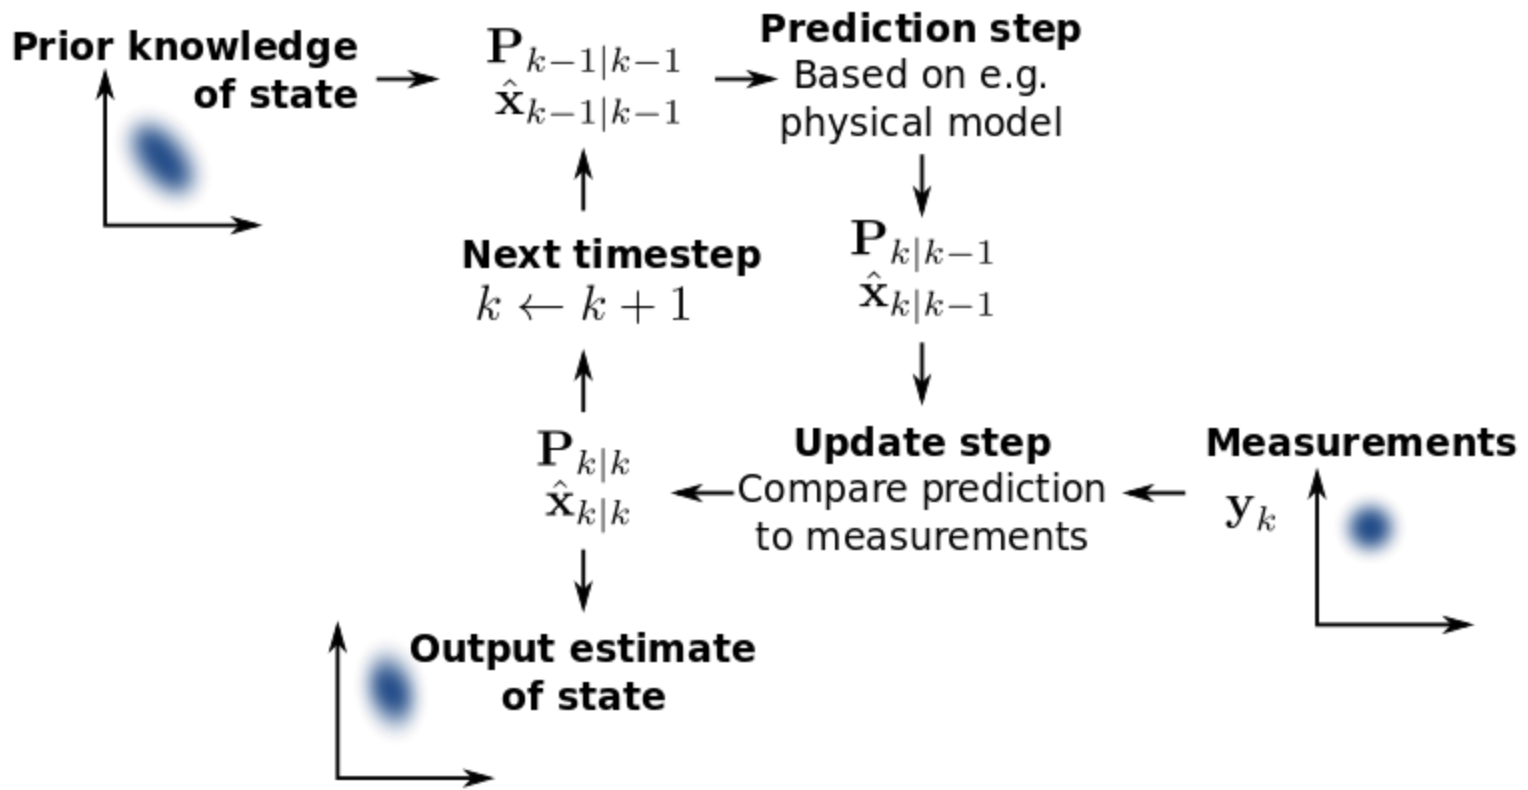 Prior knowledge
of state
P_{k−1|k−1}
x̂_{k−1|k−1}
Prediction step
Based on e.g.
physical model
P_{k|k−1}
x̂_{k|k−1}
Next timestep
k ← k + 1
P_{k|k}
x̂_{k|k}
Update step
Compare prediction
to measurements
Measurements
y_k
Output estimate
of state